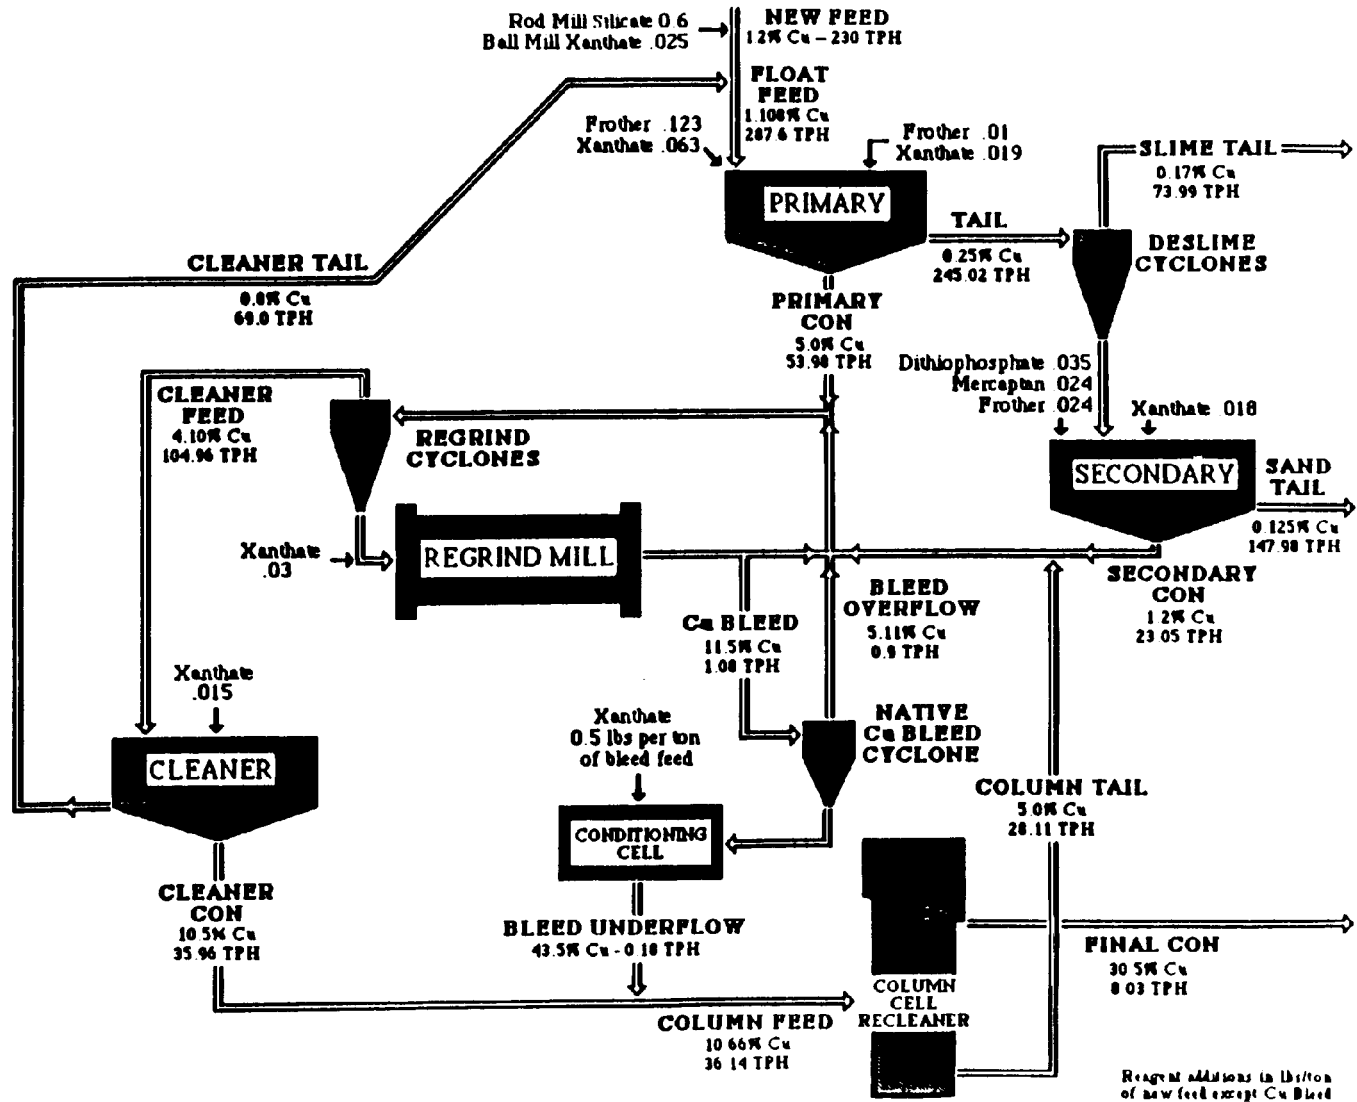 Rod Mill Silicate 0.6
Ball Mill Xanthate .025
NEW FEED
1.2% Cu – 230 TPH
FLOAT
FEED
1.108% Cu
287.6 TPH
Frother .123
Xanthate .063
Frother .01
Xanthate .019
PRIMARY
SLIME TAIL
0.17% Cu
73.99 TPH
TAIL
0.25% Cu
245.02 TPH
DESLIME
CYCLONES
CLEANER TAIL
0.8% Cu
69.0 TPH
PRIMARY
CON
5.0% Cu
53.98 TPH
Dithiophosphate .035
Mercaptan .024
Frother .024
Xanthate .018
CLEANER
FEED
4.10% Cu
104.96 TPH
REGRIND
CYCLONES
SECONDARY
SAND
TAIL
0.125% Cu
147.98 TPH
Xanthate
.03
REGRIND MILL
SECONDARY
CON
1.2% Cu
23.05 TPH
Cu BLEED
11.5% Cu
1.08 TPH
BLEED
OVERFLOW
5.11% Cu
0.9 TPH
Xanthate
.015
CLEANER
Xanthate
0.5 lbs per ton
of bleed feed
NATIVE
Cu BLEED
CYCLONE
COLUMN TAIL
5.0% Cu
28.11 TPH
CONDITIONING
CELL
CLEANER
CON
10.5% Cu
35.96 TPH
BLEED UNDERFLOW
43.5% Cu - 0.18 TPH
FINAL CON
30.5% Cu
8.03 TPH
COLUMN
CELL
RECLEANER
COLUMN FEED
10.66% Cu
36.14 TPH
Reagent additions in lbs/ton
of new feed except Cu Bleed